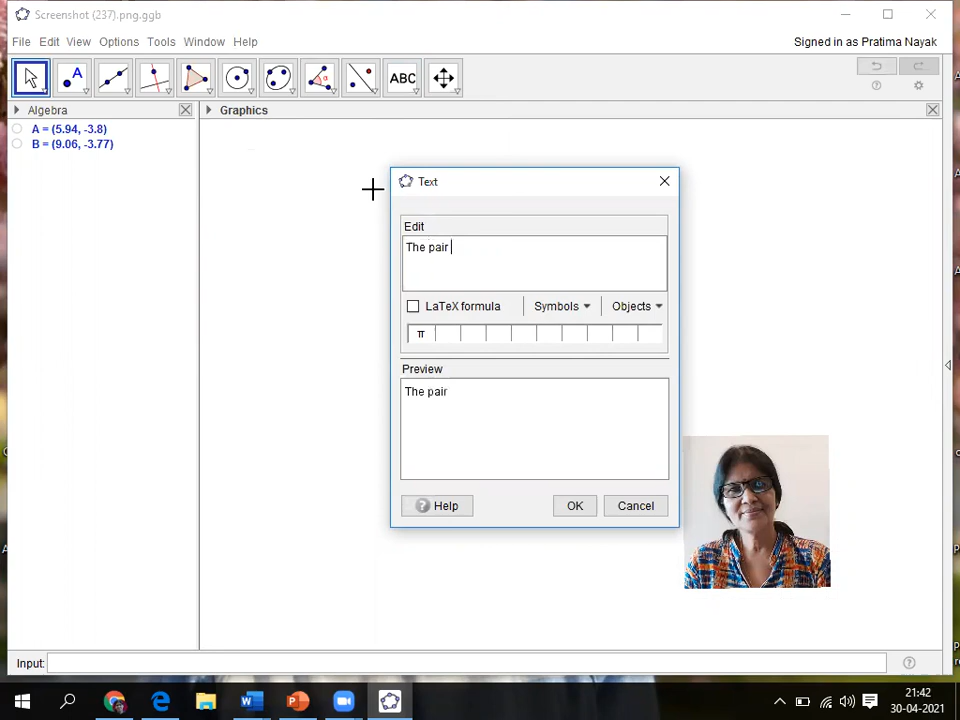 Screenshot (237).png.ggb
File Edit View Options Tools Window Help
Signed in as Pratima Nayak
A
α
ABC
Algebra
Graphics
A = (5.94, -3.8)
B = (9.06, -3.77)
Text
Edit
The pair
LaTeX formula
Symbols
Objects
π
Preview
The pair
Help
OK
Cancel
Input:
21:42
30-04-2021